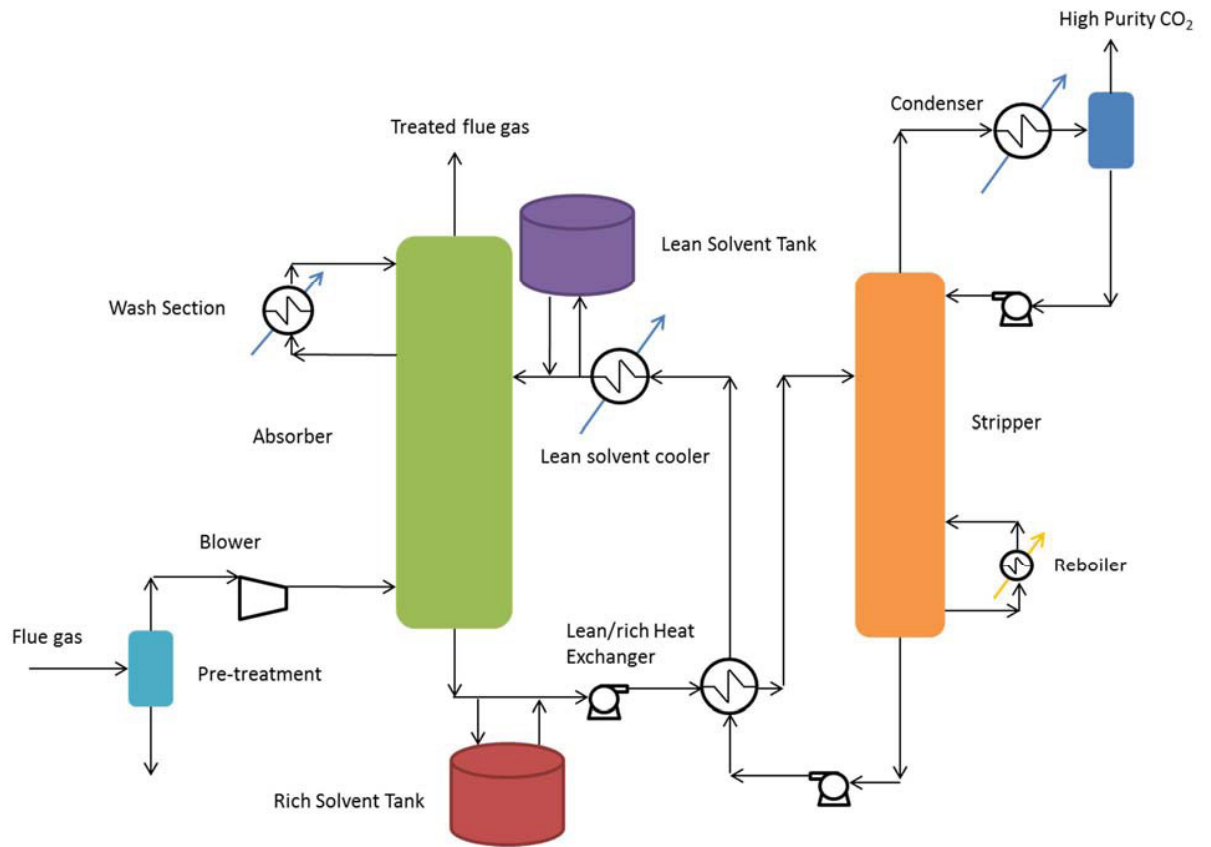 High Purity CO₂
Condenser
Treated flue gas
Lean Solvent Tank
Wash Section
Absorber
Lean solvent cooler
Stripper
Blower
Reboiler
Flue gas
Pre-treatment
Lean/rich Heat
Exchanger
Rich Solvent Tank